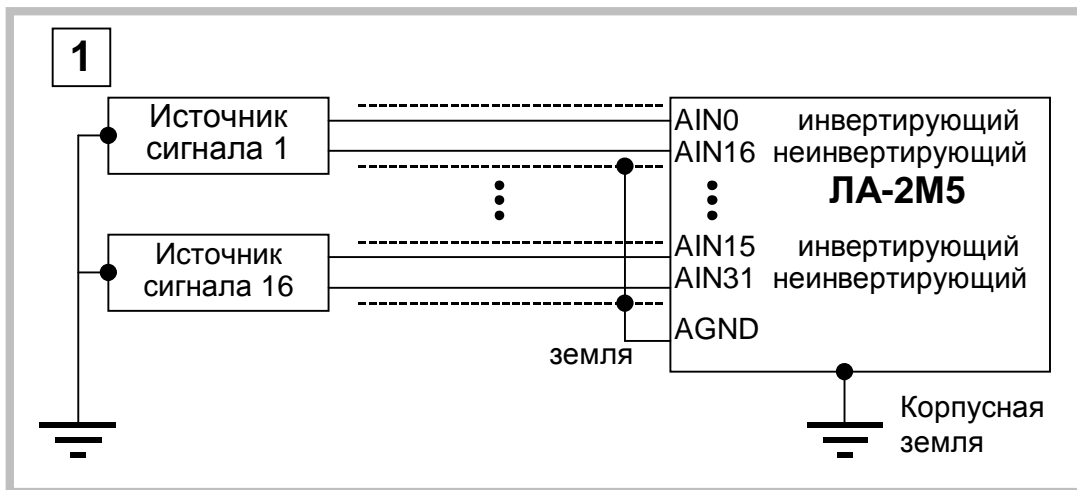 1
Источник
сигнала 1
AIN0 инвертирующий
AIN16 неинвертирующий
ЛА-2М5
Источник
сигнала 16
AIN15 инвертирующий
AIN31 неинвертирующий
AGND
земля
Корпусная
земля